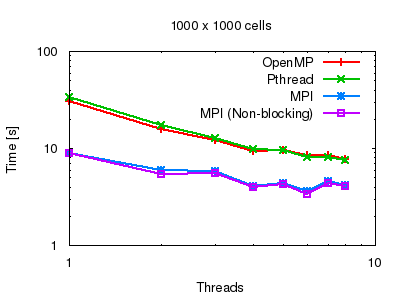 1000 x 1000 cells
100
10
1
Time [s]
OpenMP
Pthread
MPI
MPI (Non-blocking)
1
10
Threads